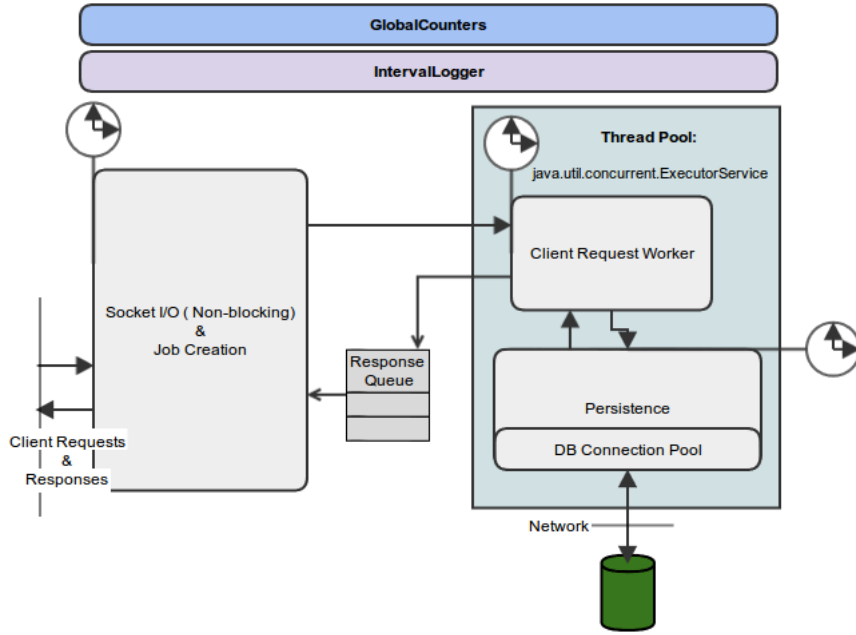 GlobalCounters
IntervalLogger
Thread Pool:
java.util.concurrent.ExecutorService
Client Request Worker
Socket I/O ( Non-blocking)
&
Job Creation
Response
Queue
Persistence
DB Connection Pool
Client Requests
&
Responses
Network